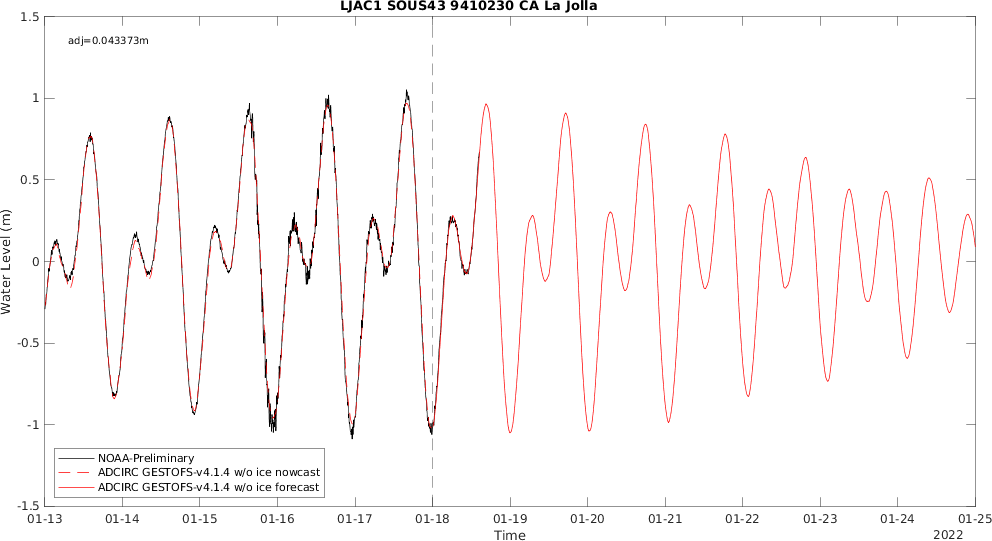 LJAC1 SOUS43 9410230 CA La Jolla
adj=0.043373m
1.5
1
0.5
0
-0.5
-1
-1.5
Water Level (m)
NOAA-Preliminary
ADCIRC GESTOFS-v4.1.4 w/o ice nowcast
ADCIRC GESTOFS-v4.1.4 w/o ice forecast
01-13 01-14 01-15 01-16 01-17 01-18 01-19 01-20 01-21 01-22 01-23 01-24 01-25
Time
2022